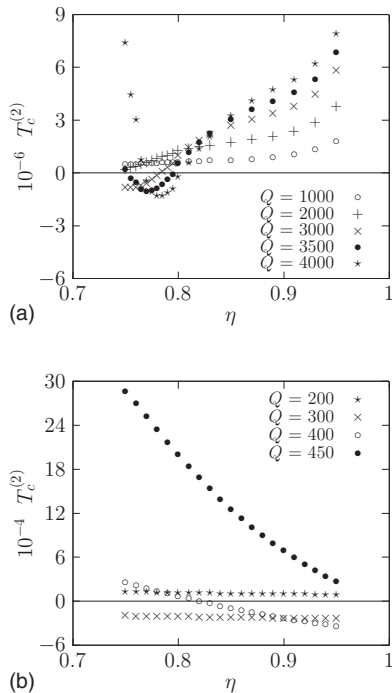 9
6
3
0
−3
−6
10⁻⁶ T_c^(2)
Q = 1000
Q = 2000
Q = 3000
Q = 3500
Q = 4000
0.7 0.8 0.9 1
(a) η
30
24
18
12
6
0
−6
10⁻⁴ T_c^(2)
Q = 200
Q = 300
Q = 400
Q = 450
0.7 0.8 0.9 1
(b) η